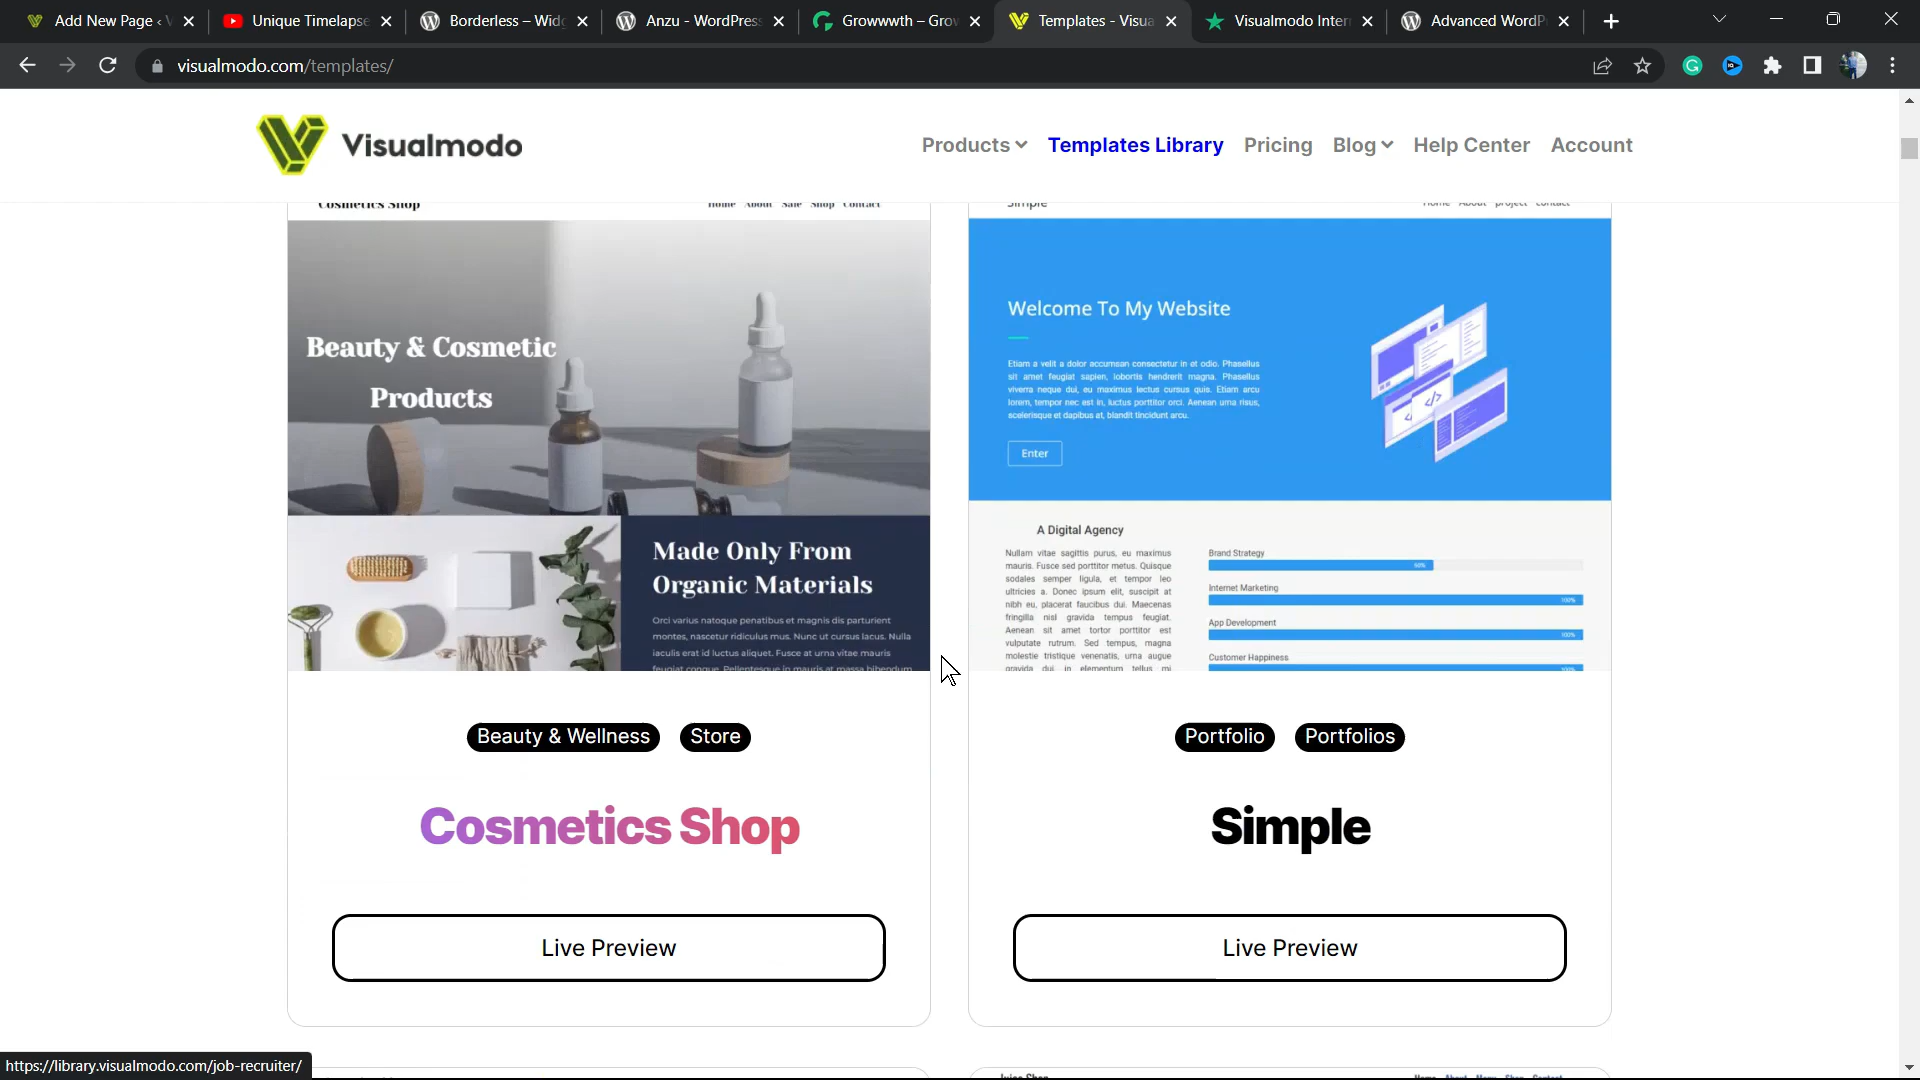 Add New Page ‹
Unique Timelapse
Borderless – Widg
Anzu - WordPress
Growwwth – Grow
Templates - Visua
Visualmodo Inter
Advanced WordP
visualmodo.com/templates/
Visualmodo
Products
Templates Library
Pricing
Blog
Help Center
Account
Cosmetics Shop
Home About Sale Shop Contact
Beauty & Cosmetic
Products
Made Only From
Organic Materials
Orci varius natoque penatibus et magnis dis parturient
montes, nascetur ridiculus mus. Nunc ut cursus lacus. Nulla
iaculis erat id luctus aliquet. Fusce at urna vitae mauris
feugiat congue. Pellentesque in mauris at massa bibendum
Beauty & Wellness
Store
Cosmetics Shop
Live Preview
Simple
Home About project contact
Welcome To My Website
Etiam a velit a dolor accumsan consectetur in et odio. Phasellus
sit amet feugiat sapien, lobortis hendrerit magna. Phasellus
viverra neque dui, eu maximus lectus cursus quis. Etiam arcu
lorem, tempor nec est in, luctus porttitor orci. Aenean urna risus,
scelerisque et dapibus at, blandit tincidunt arcu.
Enter
A Digital Agency
Nullam vitae sagittis purus, eu maximus
mauris. Fusce sed porttitor metus. Quisque
sodales semper ligula, et tempor leo
ultricies a. Donec ipsum elit, suscipit at
nibh eu, placerat faucibus dui. Maecenas
fringilla nisl gravida tempus feugiat.
Aenean sit amet tortor porttitor est
vulputate rutrum. Sed tempus, magna
molestie tristique venenatis, urna augue
gravida dui, in elementum tellus mi
Brand Strategy
60%
Internet Marketing
100%
App Development
100%
Customer Happiness
100%
Portfolio
Portfolios
Simple
Live Preview
Juice Shop
Home About Menu Shop Contact
https://library.visualmodo.com/job-recruiter/